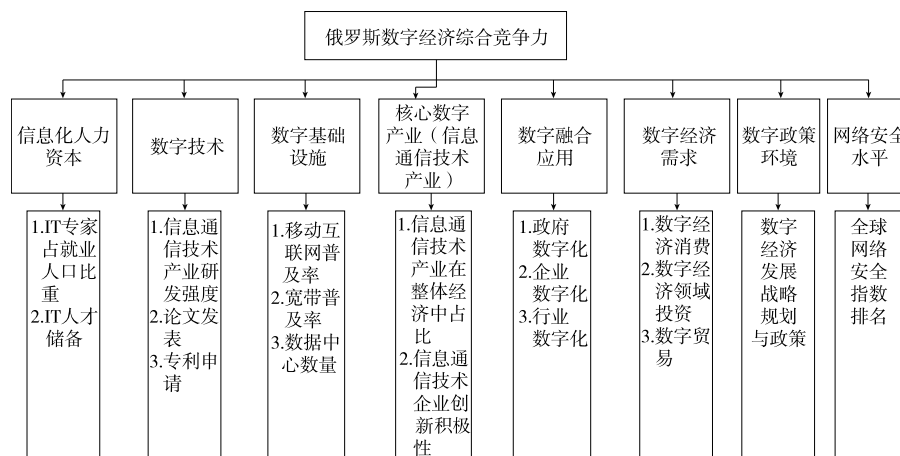 俄罗斯数字经济综合竞争力
信息化人力
资本
数字技术
数字基础
设施
核心数字
产业（信息
通信技术
产业）
数字融合
应用
数字经济
需求
数字政策
环境
网络安全
水平
1.IT专家
占就业
人口比
重
2.IT人才
储备
1.信息通
信技术
产业研
发强度
2.论文发
表
3.专利申
请
1.移动互
联网普
及率
2.宽带普
及率
3.数据中
心数量
1.信息通
信技术
产业在
整体经
济中占
比
2.信息通
信技术
企业创
新积极
性
1.政府
数字化
2.企业
数字化
3.行业
数字化
1.数字经
济消费
2.数字经
济领域
投资
3.数字贸
易
数字
经济
发展
战略
规划
与政策
全球
网络
安全
指数
排名